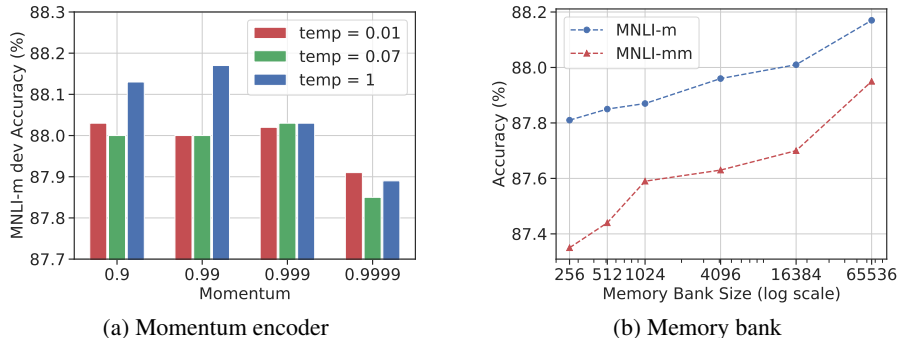 88.3
88.2
88.1
88.0
87.9
87.8
87.7
MNLI-m dev Accuracy (%)
temp = 0.01
temp = 0.07
temp = 1
0.9 0.99 0.999 0.9999
Momentum
(a) Momentum encoder
88.2
88.0
87.8
87.6
87.4
Accuracy (%)
MNLI-m
MNLI-mm
256 512 1024 4096 16384 65536
Memory Bank Size (log scale)
(b) Memory bank